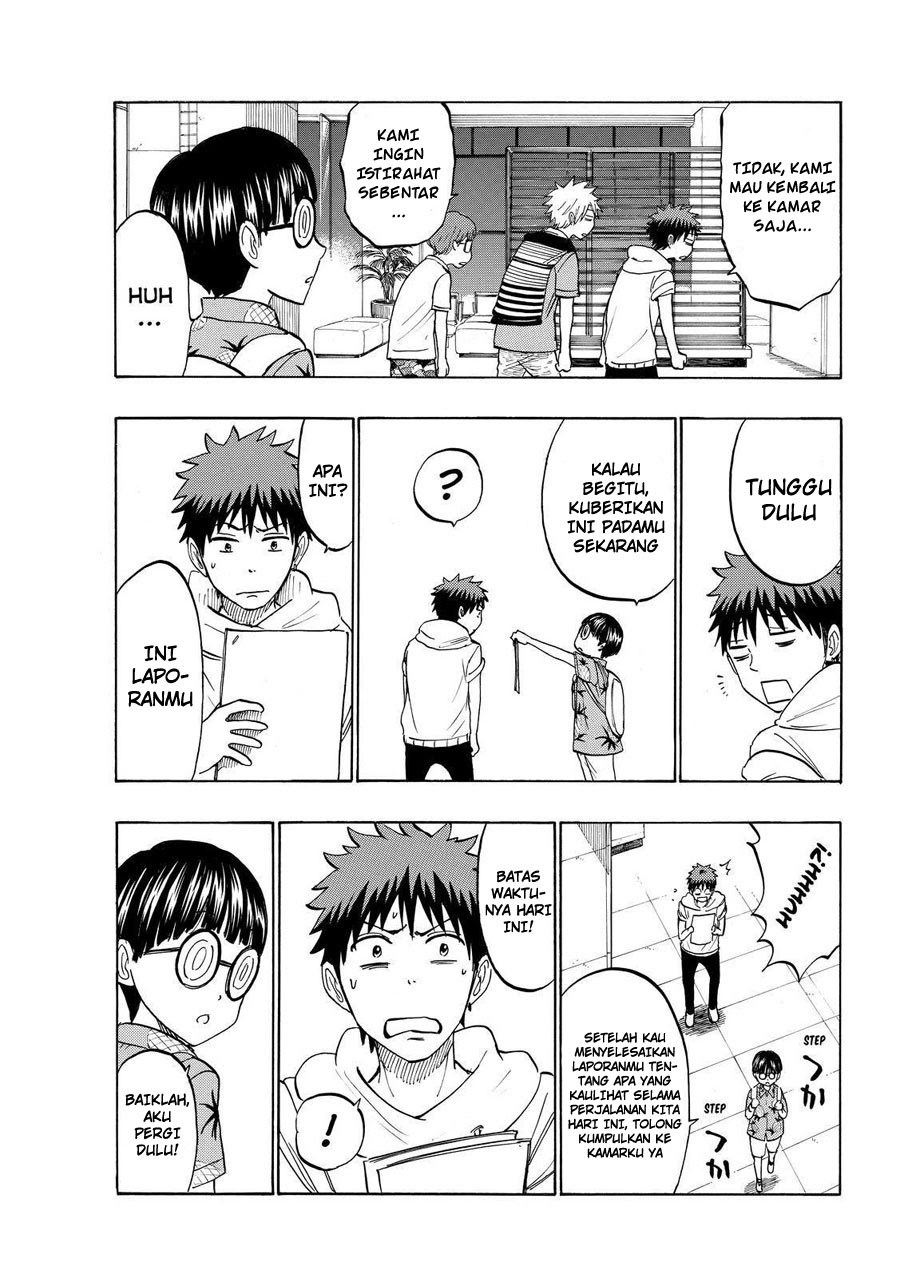 TIDAK, KAMI
MAU KEMBALI
KE KAMAR
SAJA...
KAMI
INGIN
ISTIRAHAT
SEBENTAR
...
HUH
...
TUNGGU
DULU
KALAU
BEGITU,
KUBERIKAN
INI PADAMU
SEKARANG
?
APA
INI?
INI
LAPO-
RANMU
HUHHHH?!
SETELAH KAU
MENYELESAIKAN
LAPORANMU TEN-
TANG APA YANG
KAULIHAT SELAMA
PERJALANAN KITA
HARI INI, TOLONG
KUMPULKAN KE
KAMARKU YA
STEP
つか
STEP
つか
BATAS
WAKTU-
NYA HARI
INI!
!
BAIKLAH,
AKU
PERGI
DULU!